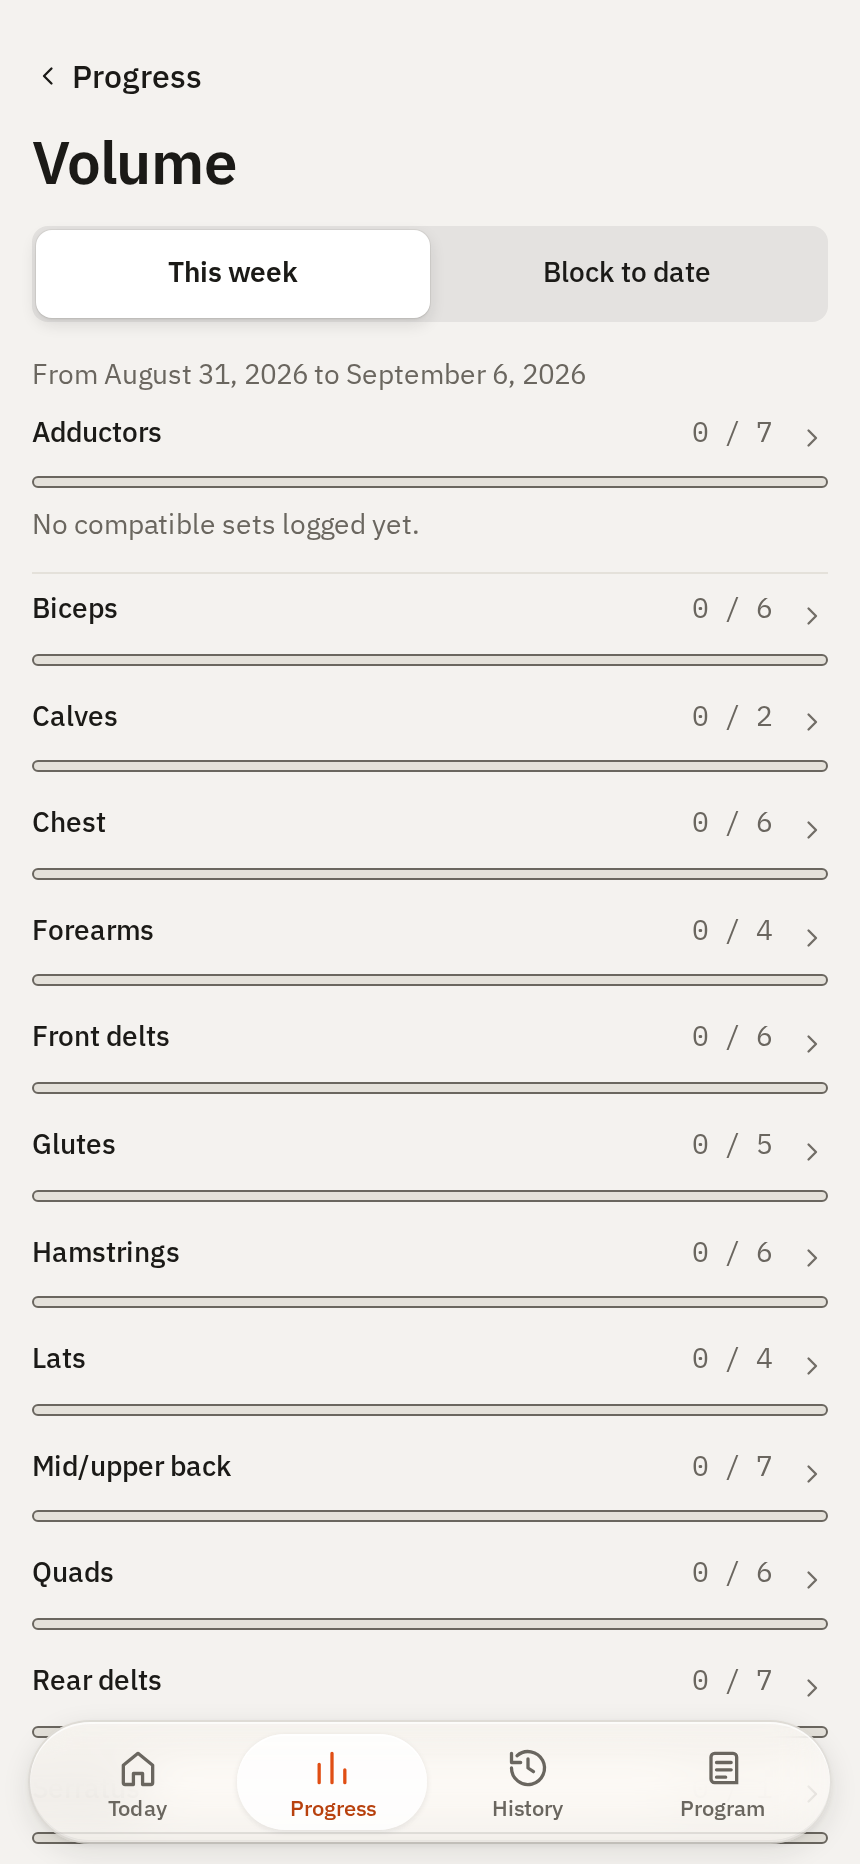 Progress
Volume
This week
Block to date
From August 31, 2026 to September 6, 2026
Adductors 0 / 7
No compatible sets logged yet.
Biceps 0 / 6
Calves 0 / 2
Chest 0 / 6
Forearms 0 / 4
Front delts 0 / 6
Glutes 0 / 5
Hamstrings 0 / 6
Lats 0 / 4
Mid/upper back 0 / 7
Quads 0 / 6
Rear delts 0 / 7
Today
Progress
History
Program